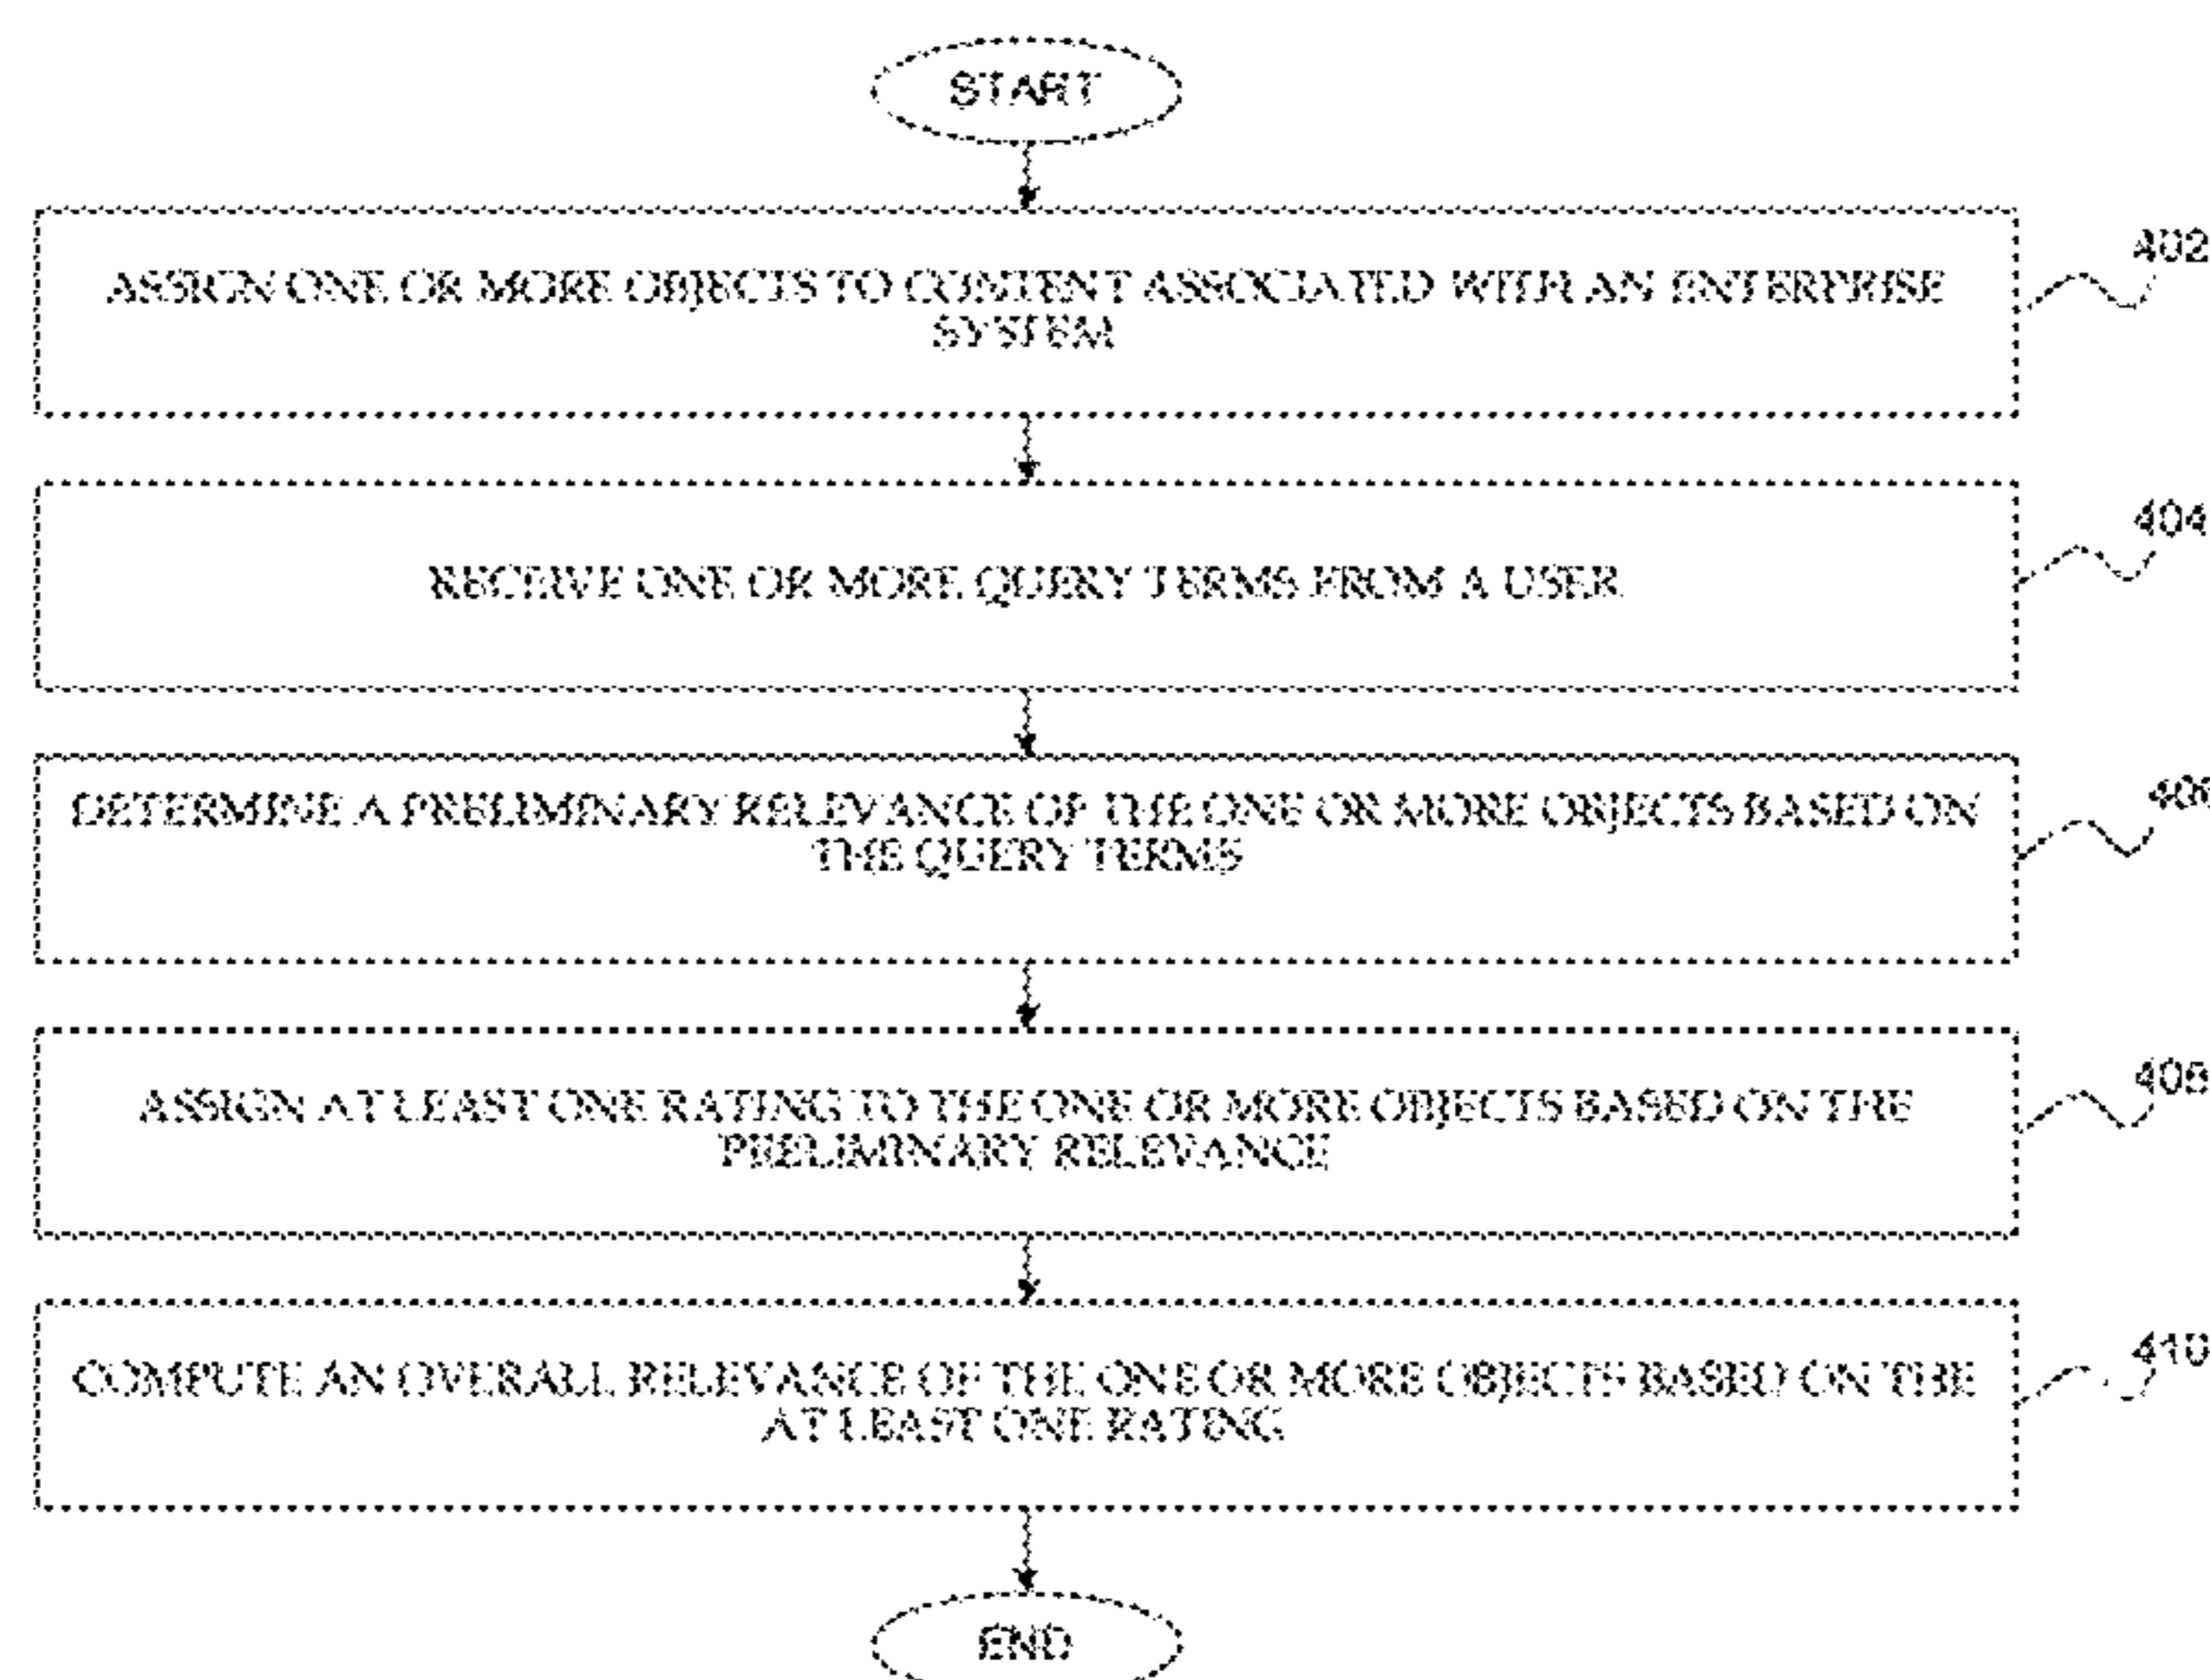 START
ASSIGN ONE OR MORE OBJECTS TO CONTENT ASSOCIATED WITH AN ENTERPRISE
SYSTEM
402
RECEIVE ONE OR MORE QUERY TERMS FROM A USER
404
DETERMINE A PRELIMINARY RELEVANCE OF THE ONE OR MORE OBJECTS BASED ON
THE QUERY TERMS
406
ASSIGN AT LEAST ONE RATING TO THE ONE OR MORE OBJECTS BASED ON THE
PRELIMINARY RELEVANCE
408
COMPUTE AN OVERALL RELEVANCE OF THE ONE OR MORE OBJECTS BASED ON THE
AT LEAST ONE RATING
410
END